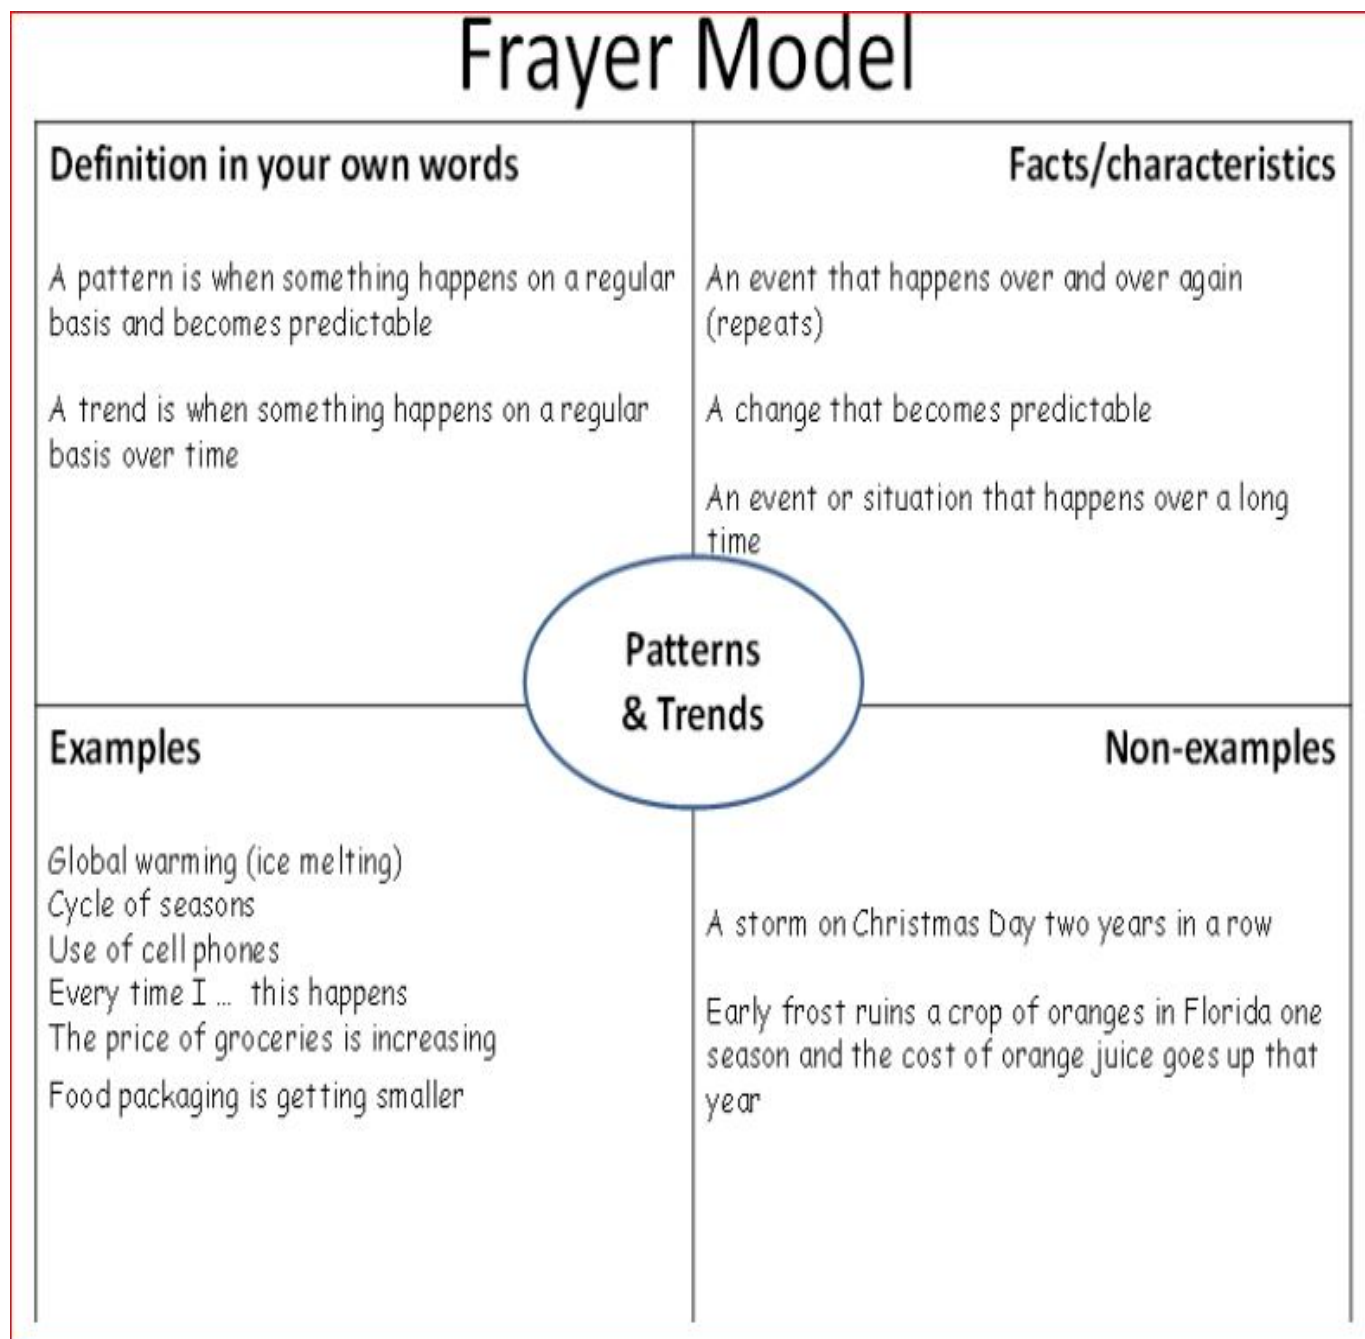 Frayer Model
Definition in your own words
A pattern is when something happens on a regular
basis and becomes predictable
A trend is when something happens on a regular
basis over time
Facts/characteristics
An event that happens over and over again
(repeats)
A change that becomes predictable
An event or situation that happens over a long
time
Patterns
& Trends
Examples
Global warming (ice melting)
Cycle of seasons
Use of cell phones
Every time I ... this happens
The price of groceries is increasing
Food packaging is getting smaller
Non-examples
A storm on Christmas Day two years in a row
Early frost ruins a crop of oranges in Florida one
season and the cost of orange juice goes up that
year